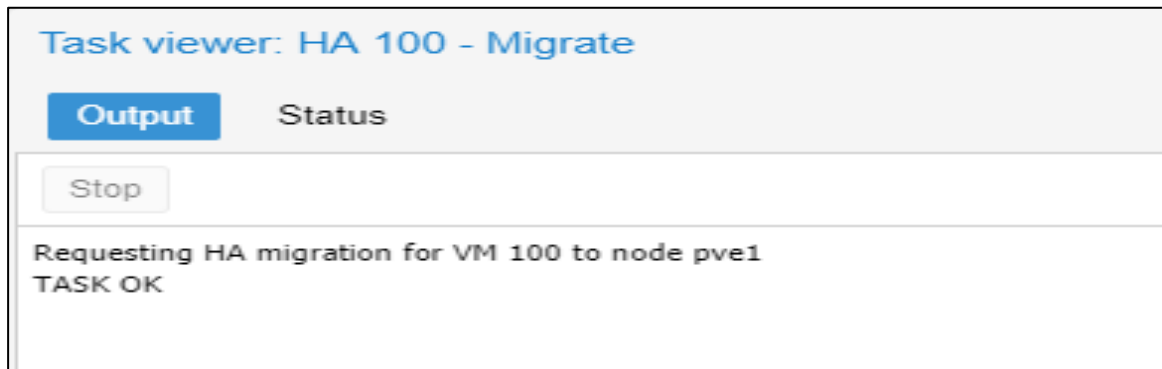 Task viewer: HA 100 - Migrate
Output Status
Stop
Requesting HA migration for VM 100 to node pve1
TASK OK